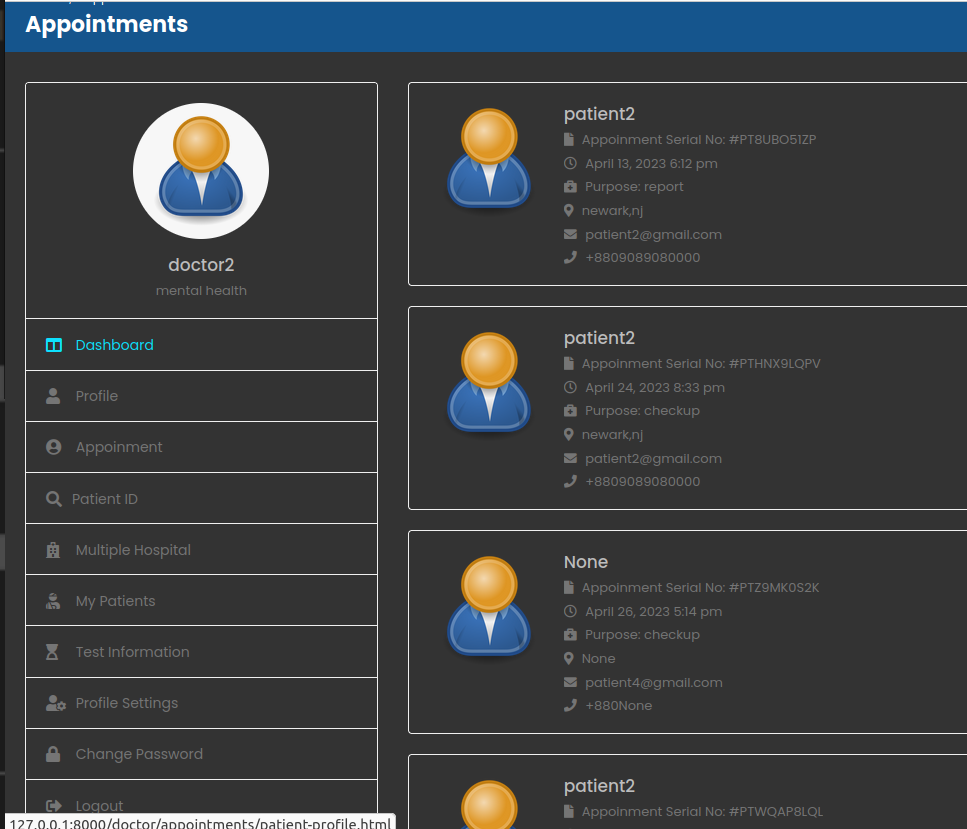 Appointments
doctor2
mental health
Dashboard
Profile
Appoinment
Patient ID
Multiple Hospital
My Patients
Test Information
Profile Settings
Change Password
Logout
patient2
Appoinment Serial No: #PT8UBO51ZP
April 13, 2023 6:12 pm
Purpose: report
newark,nj
patient2@gmail.com
+8809089080000
patient2
Appoinment Serial No: #PTHNX9LQPV
April 24, 2023 8:33 pm
Purpose: checkup
newark,nj
patient2@gmail.com
+8809089080000
None
Appoinment Serial No: #PTZ9MK0S2K
April 26, 2023 5:14 pm
Purpose: checkup
None
patient4@gmail.com
+880None
patient2
Appoinment Serial No: #PTWQAP8LQL
127.0.0.1:8000/doctor/appointments/patient-profile.html